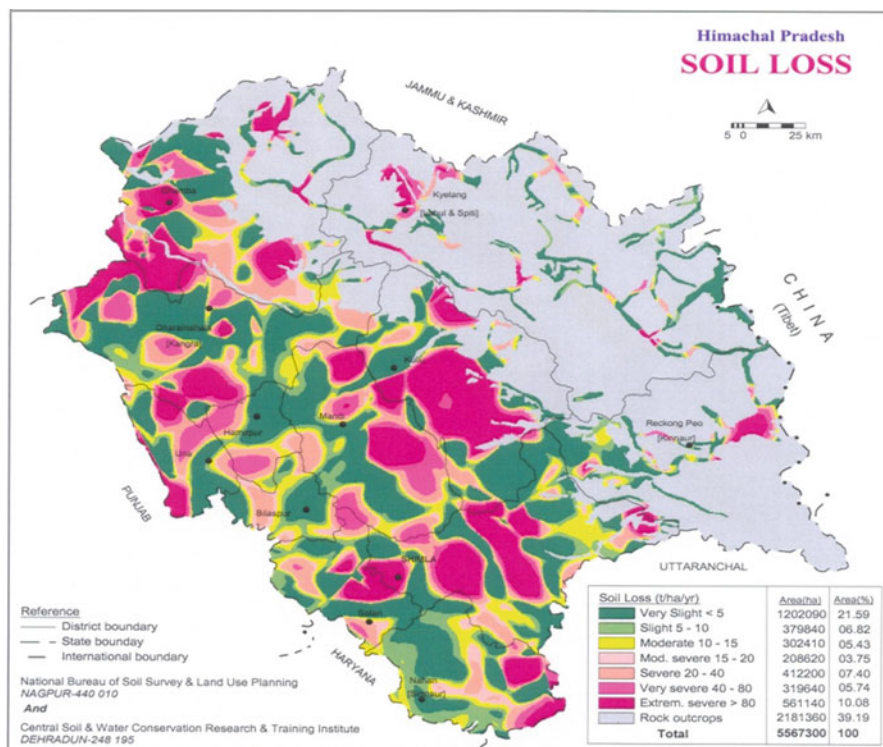 Himachal Pradesh
SOIL LOSS
5 0 25 km
JAMMU & KASHMIR
Kyelang
[Lahul & Spiti]
CHINA
(Tibet)
Dharamshala
[Kangra]
Kullu
Mandi
Hamirpur
Una
Reckong Peo
[Kinnaur]
Bilaspur
PUNJAB
SHIMLA
UTTARANCHAL
Solan
HARYANA
Nahan
[Sirmaur]
Reference
District boundary
State bounday
International boundary
National Bureau of Soil Survey & Land Use Planning
NAGPUR-440 010
And
Central Soil & Water Conservation Research & Training Institute
DEHRADUN-248 195
Soil Loss (t/ha/yr) Area(ha) Area(%)
Very Slight < 5 1202090 21.59
Slight 5 - 10 379840 06.82
Moderate 10 - 15 302410 05.43
Mod. severe 15 - 20 208620 03.75
Severe 20 - 40 412200 07.40
Very severe 40 - 80 319640 05.74
Extrem. severe > 80 561140 10.08
Rock outcrops 2181360 39.19
Total 5567300 100